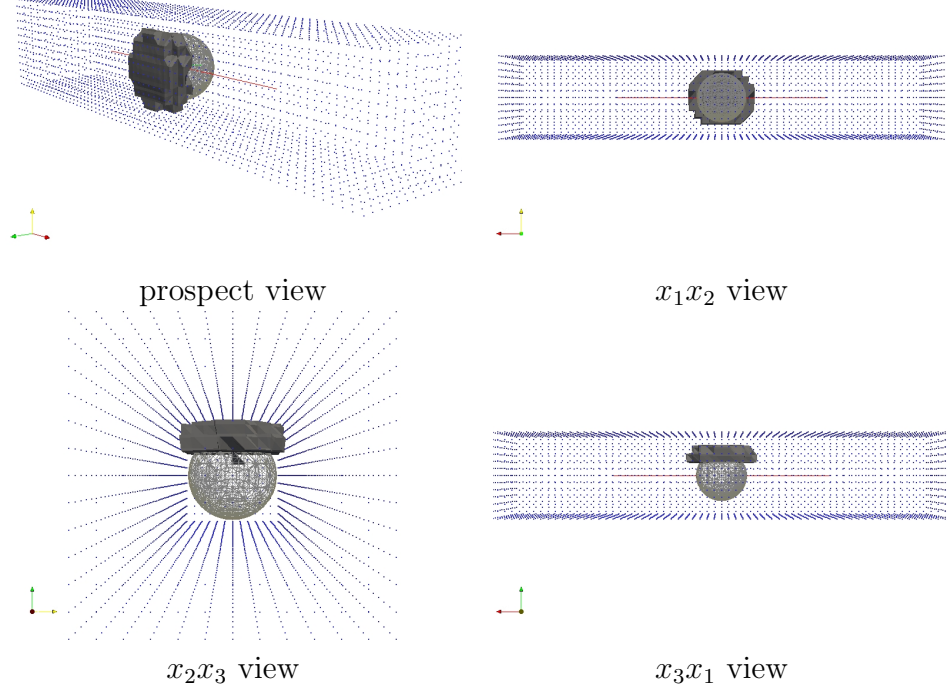 prospect view
x₁x₂ view
x₂x₃ view
x₃x₁ view